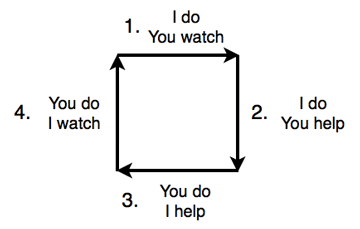 1. I do
You watch
2. I do
You help
3. You do
I help
4. You do
I watch